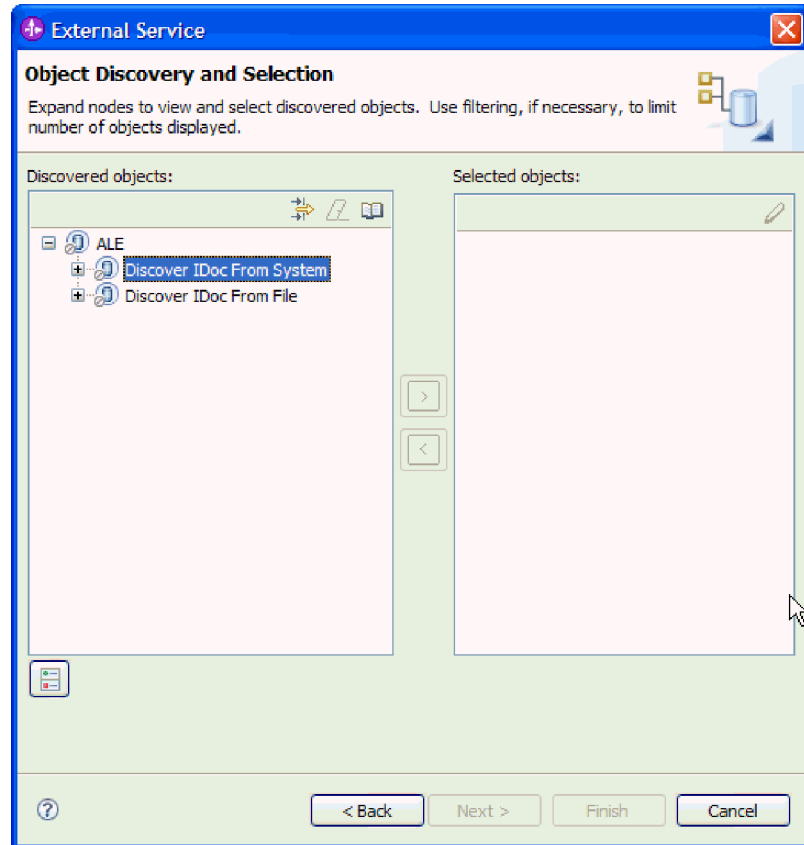 External Service
Object Discovery and Selection
Expand nodes to view and select discovered objects. Use filtering, if necessary, to limit
number of objects displayed.
Discovered objects:
Selected objects:
ALE
Discover IDoc From System
Discover IDoc From File
>
<
?
< Back
Next >
Finish
Cancel